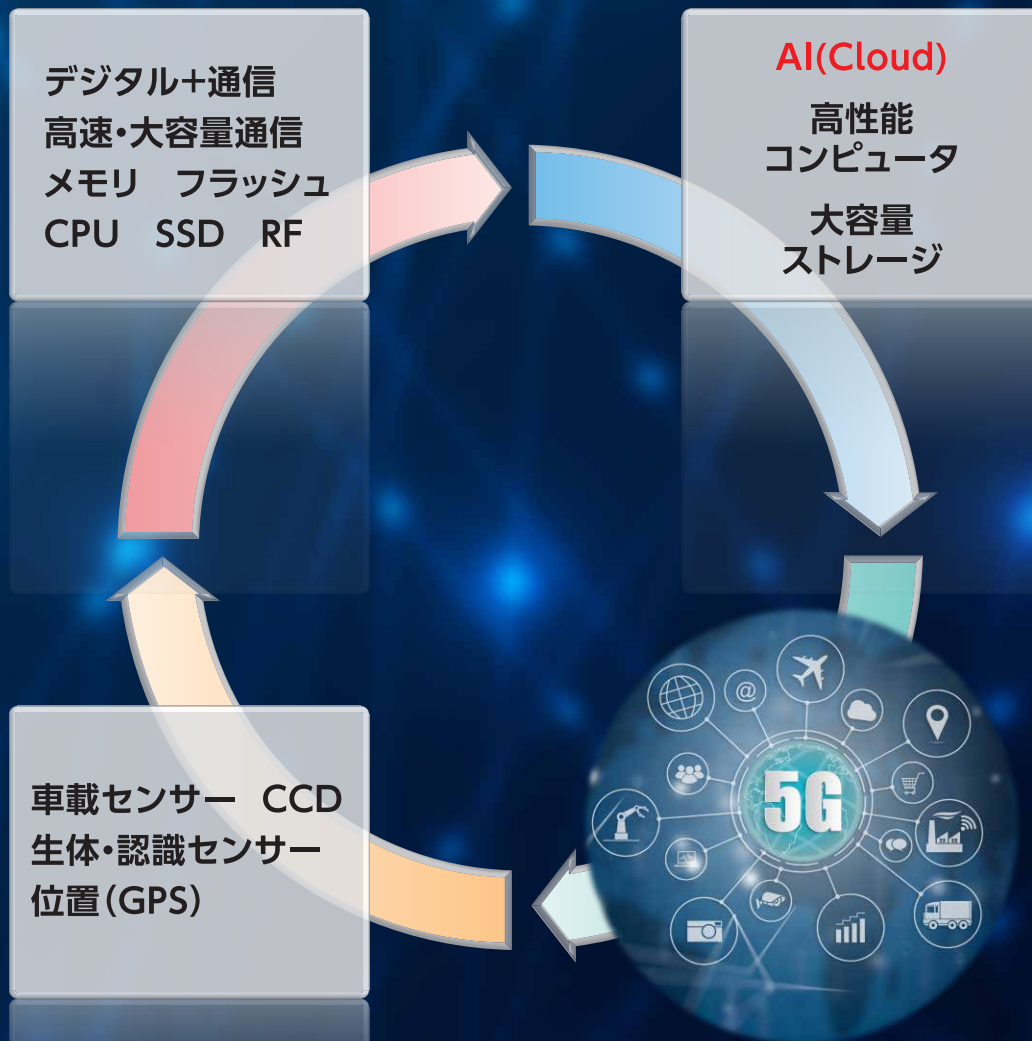 デジタル＋通信
高速・大容量通信
メモリ　フラッシュ
CPU　SSD　RF
AI(Cloud)
高性能
コンピュータ
大容量
ストレージ
車載センサー　CCD
生体・認識センサー
位置(GPS)
@
5G